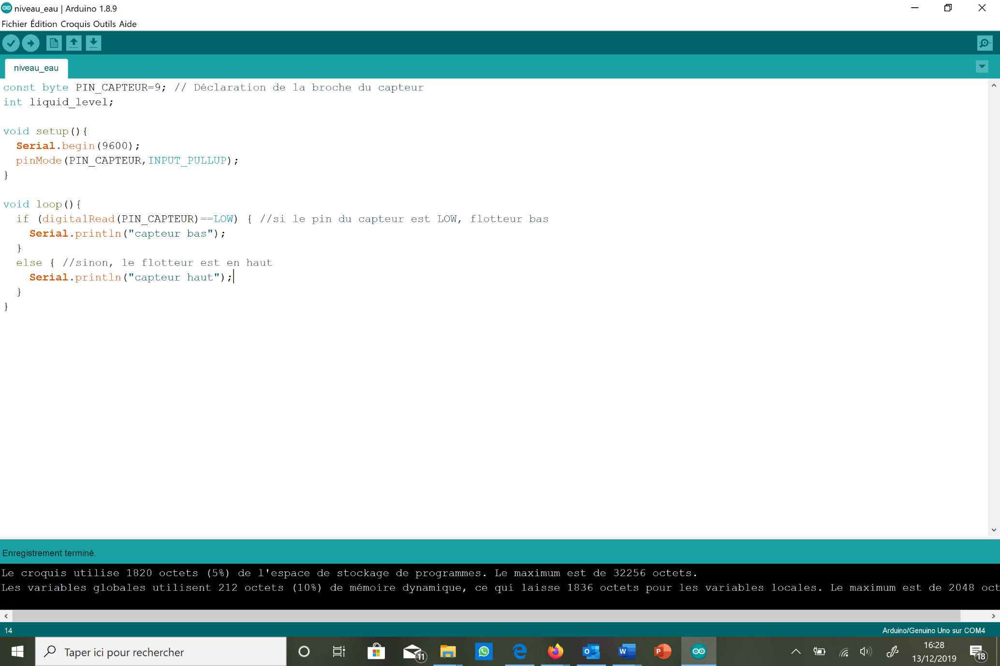 niveau_eau | Arduino 1.8.9
Fichier Édition Croquis Outils Aide
niveau_eau
const byte PIN_CAPTEUR=9; // Déclaration de la broche du capteur
int liquid_level;
void setup(){
Serial.begin(9600);
pinMode(PIN_CAPTEUR,INPUT_PULLUP);
}
void loop(){
if (digitalRead(PIN_CAPTEUR)==LOW) { //si le pin du capteur est LOW, flotteur bas
Serial.println("capteur bas");
}
else { //sinon, le flotteur est en haut
Serial.println("capteur haut");
}
}
Enregistrement terminé.
Le croquis utilise 1820 octets (5%) de l'espace de stockage de programmes. Le maximum est de 32256 octets.
Les variables globales utilisent 212 octets (10%) de mémoire dynamique, ce qui laisse 1836 octets pour les variables locales. Le maximum est de 2048 oct
14
Arduino/Genuino Uno sur COM4
Taper ici pour rechercher
11
16:28
13/12/2019
18